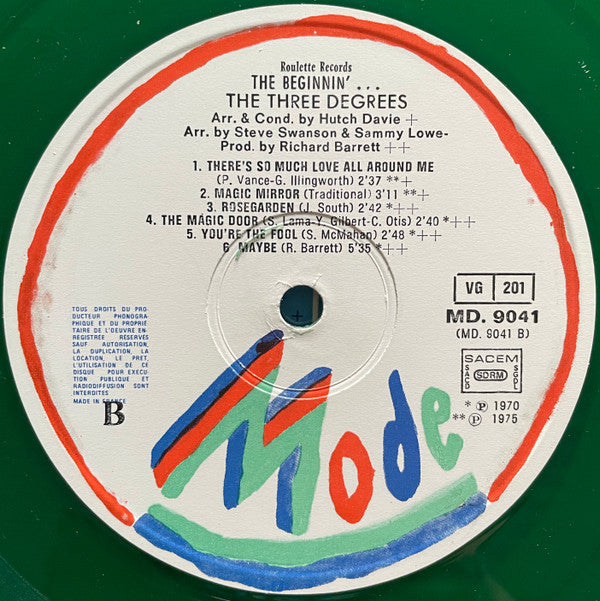 Roulette Records
THE BEGINNIN' ...
THE THREE DEGREES
Arr. & Cond. by Hutch Davie +
Arr. by Steve Swanson & Sammy Lowe-
Prod. by Richard Barrett ++
1. THERE'S SO MUCH LOVE ALL AROUND ME
(P. Vance-G. Illingworth) 2'37 **+
2. MAGIC MIRROR (Traditional) 3'11 **+
3. ROSEGARDEN (J. South) 2'42 *++
4. THE MAGIC DOOR (S. Lama-Y. Gilbert-C. Otis) 2'40 *++
5. YOU'RE THE FOOL (S. McMahan) 2'48 *++
6. MAYBE (R. Barrett) 5'35 *++
VG 201
MD. 9041
(MD. 9041 B)
SACEM
SACD SDRM SGDL
* Ⓟ 1970
** Ⓟ 1975
TOUS DROITS DU PRO-
DUCTEUR PHONOGRA-
PHIQUE ET DU PROPRIE
TAIRE DE L'OEUVRE EN-
REGISTREE RESERVES
SAUF AUTORISATION,
LA DUPLICATION, LA
LOCATION, LE PRET,
L'UTILISATION DE CE
DISQUE POUR EXECU-
TION PUBLIQUE ET
RADIODIFFUSION SONT
INTERDITES
MADE IN FRANCE
B
Mode